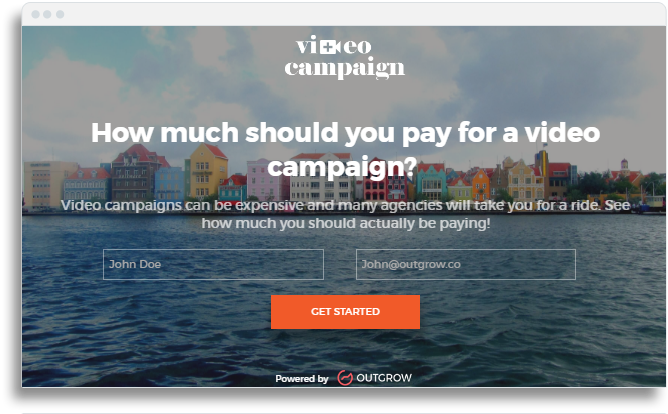 video
campaign
How much should you pay for a video
campaign?
Video campaigns can be expensive and many agencies will take you for a ride. See
how much you should actually be paying!
John Doe
John@outgrow.co
GET STARTED
Powered by OUTGROW